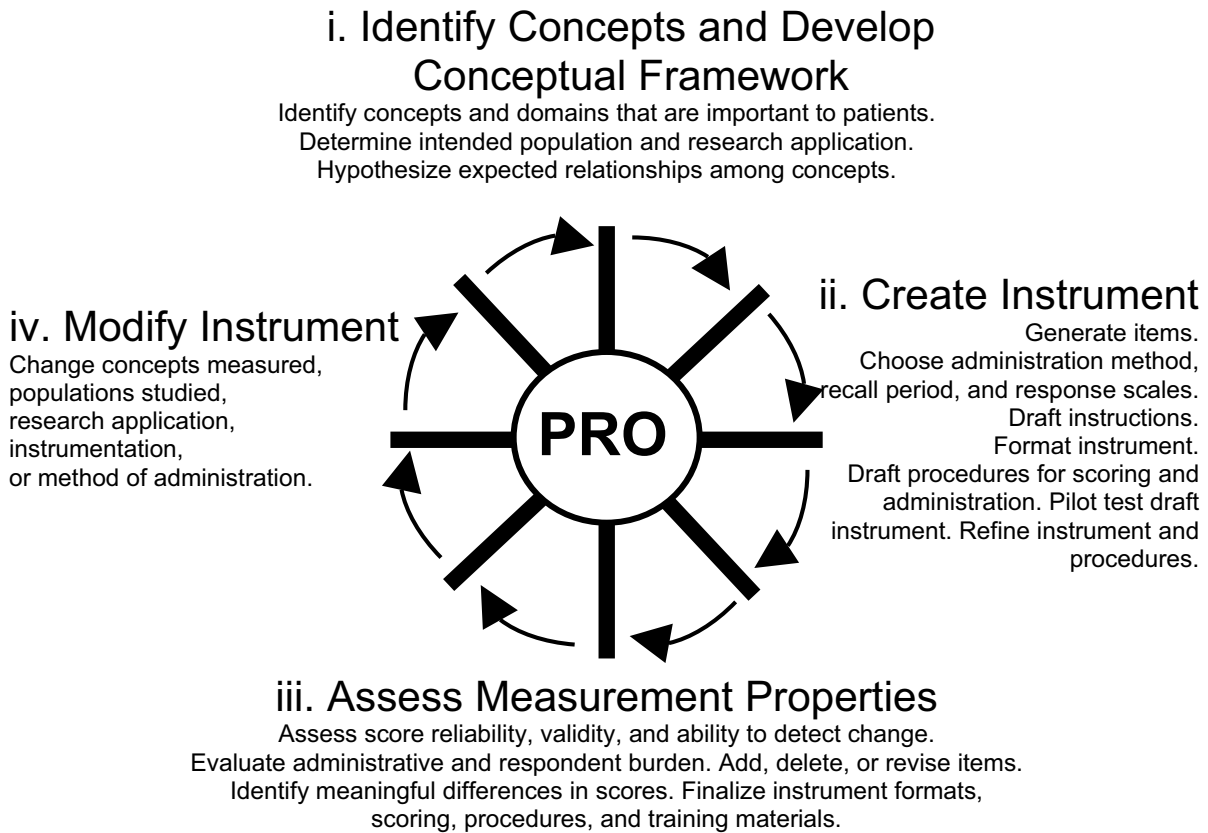 i. Identify Concepts and Develop
Conceptual Framework
Identify concepts and domains that are important to patients.
Determine intended population and research application.
Hypothesize expected relationships among concepts.
ii. Create Instrument
Generate items.
Choose administration method,
recall period, and response scales.
Draft instructions.
Format instrument.
Draft procedures for scoring and
administration. Pilot test draft
instrument. Refine instrument and
procedures.
iv. Modify Instrument
Change concepts measured,
populations studied,
research application,
instrumentation,
or method of administration.
PRO
iii. Assess Measurement Properties
Assess score reliability, validity, and ability to detect change.
Evaluate administrative and respondent burden. Add, delete, or revise items.
Identify meaningful differences in scores. Finalize instrument formats,
scoring, procedures, and training materials.